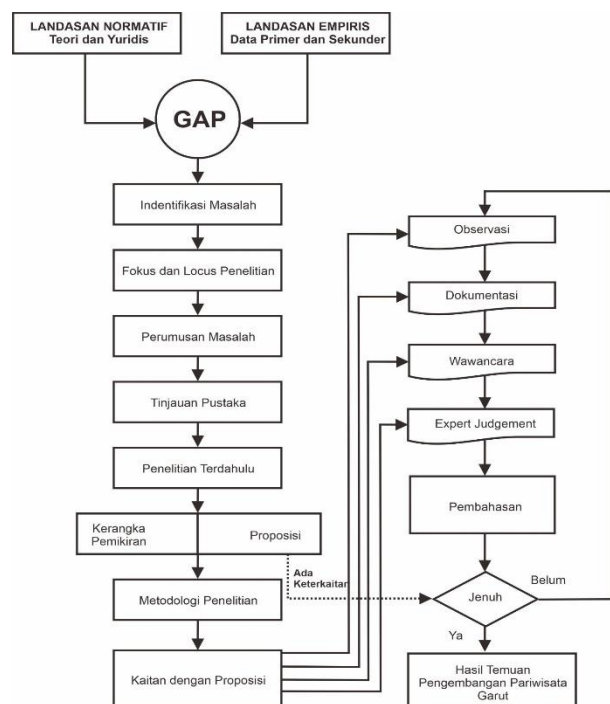 LANDASAN NORMATIF
Teori dan Yuridis
LANDASAN EMPIRIS
Data Primer dan Sekunder
GAP
Indentifikasi Masalah
Fokus dan Locus Penelitian
Perumusan Masalah
Tinjauan Pustaka
Penelitian Terdahulu
Kerangka
Pemikiran
Proposisi
Ada
Keterkaitan
Metodologi Penelitian
Kaitan dengan Proposisi
Observasi
Dokumentasi
Wawancara
Expert Judgement
Pembahasan
Jenuh
Belum
Ya
Hasil Temuan
Pengembangan Pariwisata
Garut